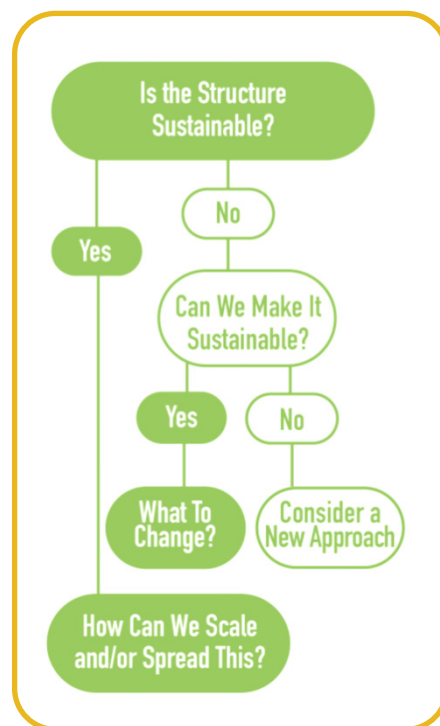 Is the Structure
Sustainable?
No
Yes
Can We Make It
Sustainable?
Yes
No
What To
Change?
Consider a
New Approach
How Can We Scale
and/or Spread This?